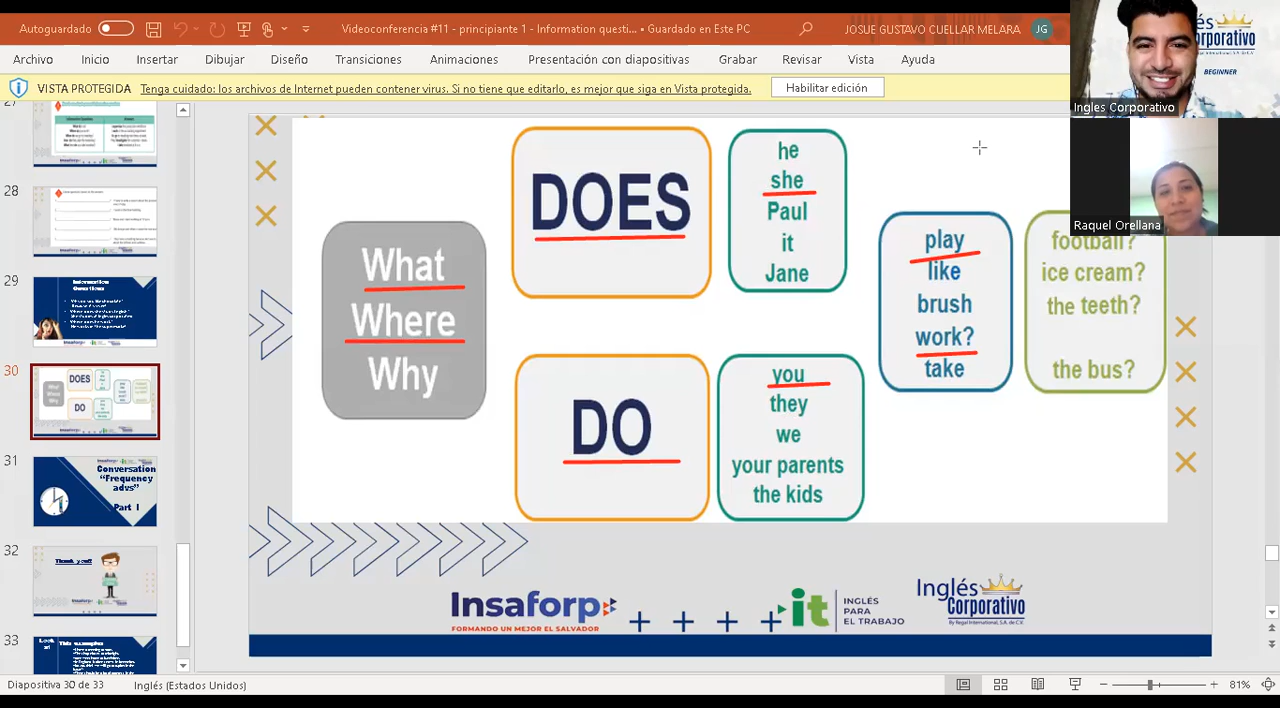 Autoguardado
Videoconferencia #11 - principiante 1 - Information questi... • Guardado en Este PC
JOSUE GUSTAVO CUELLAR MELARA
JG
Archivo
Inicio
Insertar
Dibujar
Diseño
Transiciones
VISTA PROTEGIDA
Tenga cuidado: los archivos de Internet pueden contener virus. Si no tiene que editarlo, es mejor que siga en Vista protegida.
Habilitar edición
Grabar
Vista
Ayuda
Inglés
Corporativo
BEGINNER
Ingles Corporativo
Raquel Orellana
28
29
Information
Questions
30
31
Conversation
"Frequency
advs"
Part I
32
Thank you!!
33
What
Where
Why
DOES
DO
he
she
Paul
it
Jane
you
they
we
your parents
the kids
play
like
brush
work?
take
football?
ice cream?
the teeth?
the bus?
Insaforp
FORMANDO UN MEJOR EL SALVADOR
it
INGLÉS
PARA
EL TRABAJO
Inglés
Corporativo
By Regal International, S.A. de C.V.
Diapositiva 30 de 33
Inglés (Estados Unidos)
81%